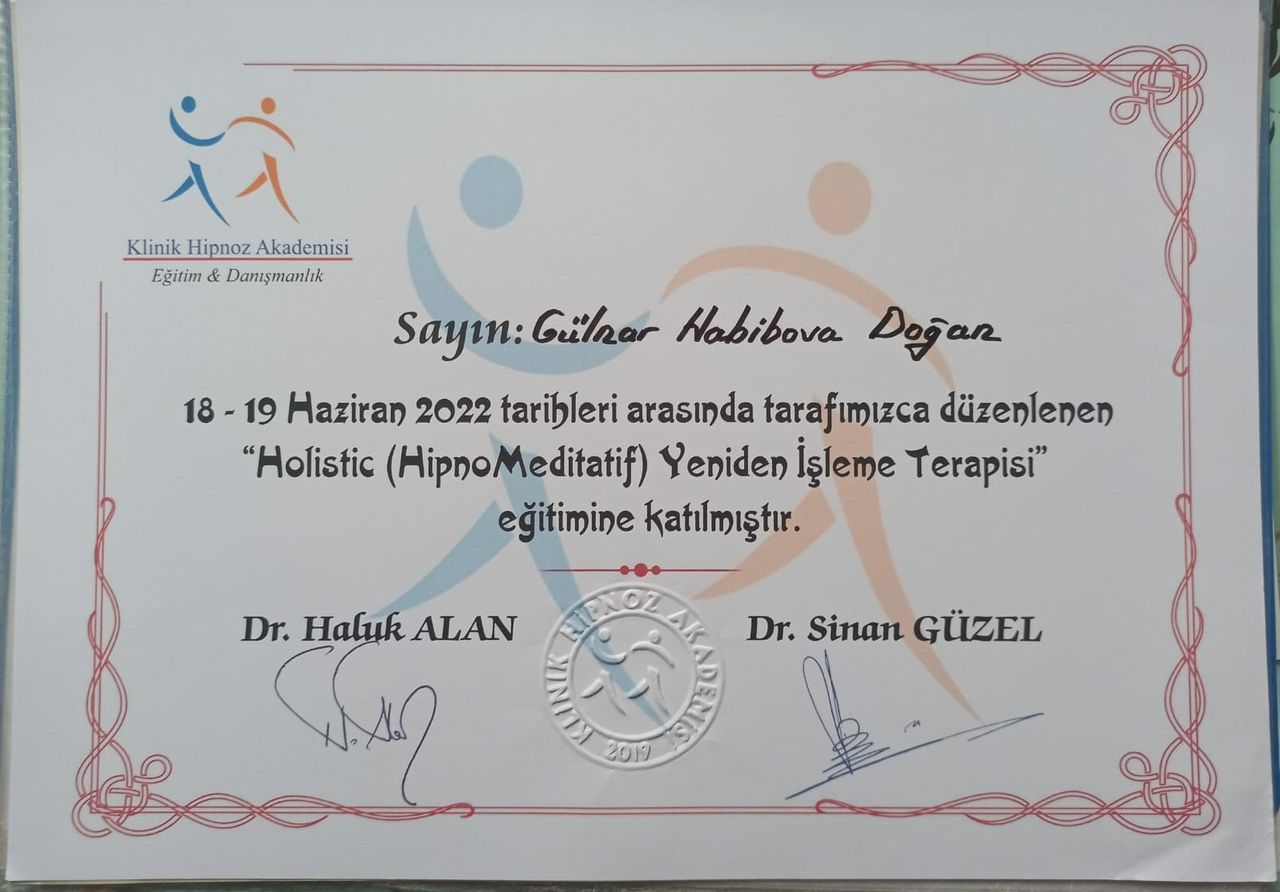 Klinik Hipnoz Akademisi
Eğitim & Danışmanlık
Sayın: Gülnar Habibova Doğan
18 - 19 Haziran 2022 tarihleri arasında tarafımızca düzenlenen
“Holistic (HipnoMeditatif) Yeniden İşleme Terapisi”
eğitimine katılmıştır.
Dr. Haluk ALAN
Dr. Sinan GÜZEL
KLİNİK HİPNOZ AKADEMİSİ
2019